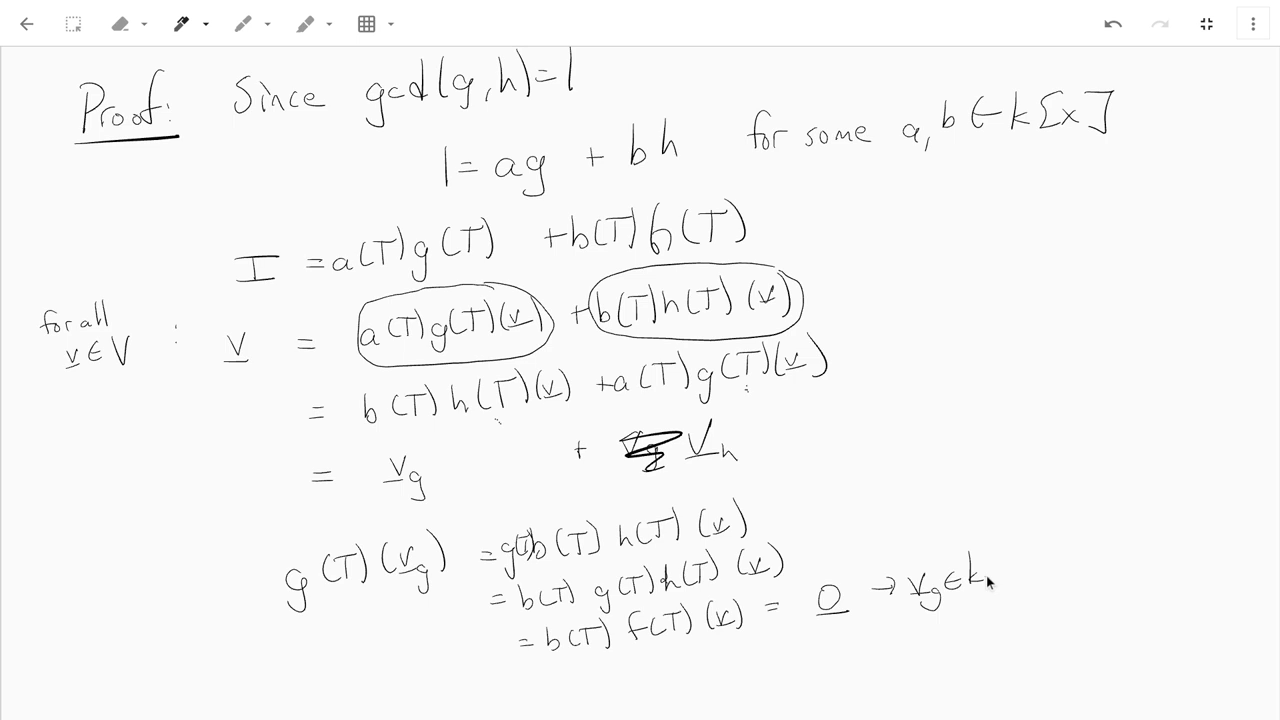 Proof: Since gcd(g,h)=1
1=ag + bh for some a, b ∈ k[x]
I = a(T)g(T) +b(T)h(T)
for all v∈V : v = a(T)g(T)(v) +b(T)h(T)(v)
= b(T)h(T)(v) +a(T)g(T)(v)
= v_g + v_h
g(T)(v_g) =g(T)b(T)h(T)(v)
= b(T) g(T)h(T)(v)
= b(T) f(T)(v) = 0 → v_g∈k